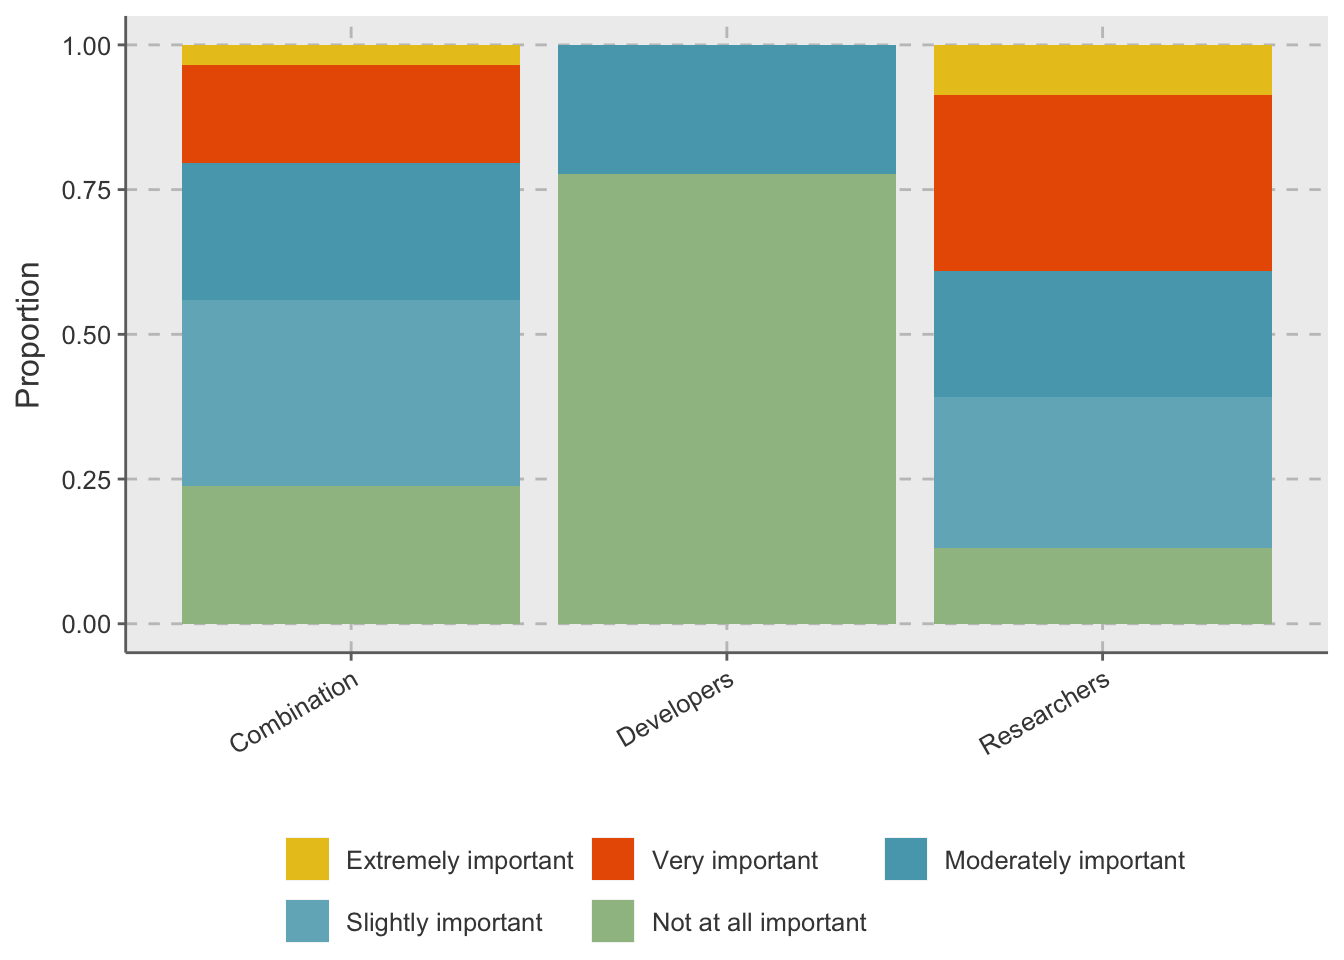 Proportion
1.00
0.75
0.50
0.25
0.00
Combination
Developers
Researchers
Extremely important
Very important
Moderately important
Slightly important
Not at all important